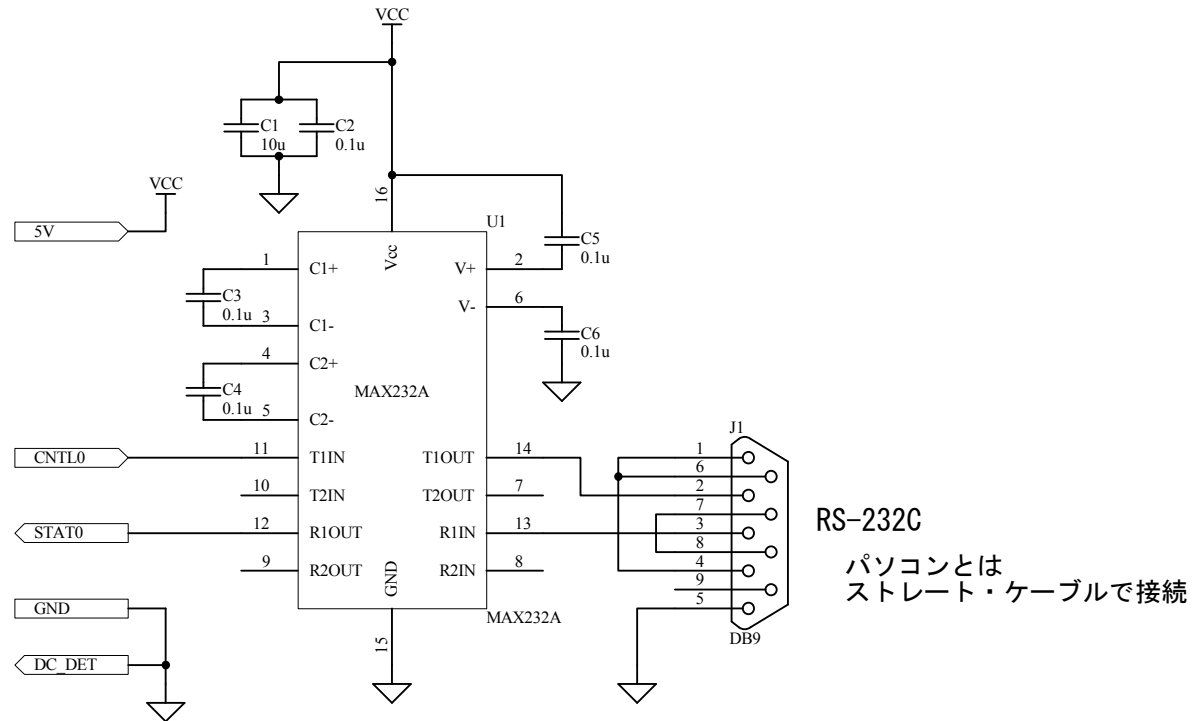 VCC
C1
10u
C2
0.1u
VCC
5V
16
U1
Vcc
C5
0.1u
1
C1+
V+
2
C3
0.1u
3
C1-
V-
6
C6
0.1u
4
C2+
C4
0.1u
5
C2-
MAX232A
CNTL0
11
T1IN
T1OUT
14
10
T2IN
T2OUT
7
STAT0
12
R1OUT
R1IN
13
9
R2OUT
R2IN
8
GND
15
MAX232A
GND
DC_DET
J1
1
6
2
7
3
8
4
9
5
DB9
RS-232C
パソコンとは
ストレート・ケーブルで接続